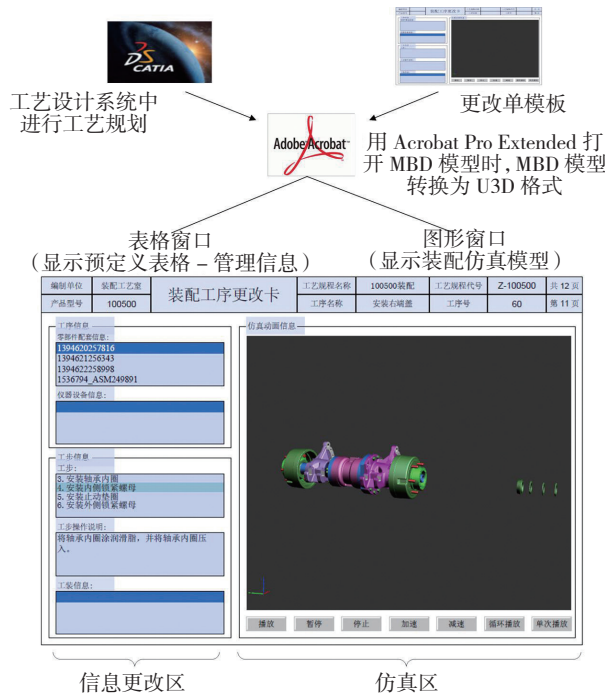 DS
CATIA
装配工序更改卡
工艺设计系统中
进行工艺规划
更改单模板
Adobe Acrobat
用 Acrobat Pro Extended 打
开 MBD 模型时，MBD 模型
转换为 U3D 格式
表格窗口
（显示预定义表格－管理信息）
图形窗口
（显示装配仿真模型）
编制单位 装配工艺室 装配工序更改卡 工艺规程名称 100500装配 工艺规程代号 Z-100500 共 12 页
产品型号 100500 工序名称 安装右端盖 工序号 60 第 11 页
工序信息
零部件配套信息:
1394620257816
1394621256343
1394622258998
1536794_ASM249891
仪器设备信息:
工步信息
工步:
3. 安装轴承内圈
4. 安装内侧锁紧螺母
5. 安装止动垫圈
6. 安装外侧锁紧螺母
工步操作说明:
将轴承内圈涂润滑脂，并将轴承内圈压
入。
工装信息:
仿真动画信息
播放 暂停 停止 加速 减速 循环播放 单次播放
信息更改区
仿真区